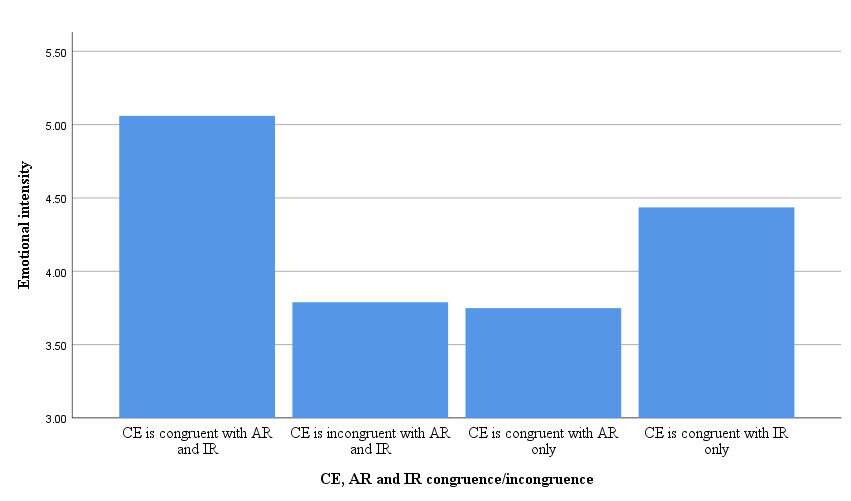 5.50
5.00
4.50
4.00
3.50
3.00
Emotional intensity
CE is congruent with AR
and IR
CE is incongruent with AR
and IR
CE is congruent with AR
only
CE is congruent with IR
only
CE, AR and IR congruence/incongruence